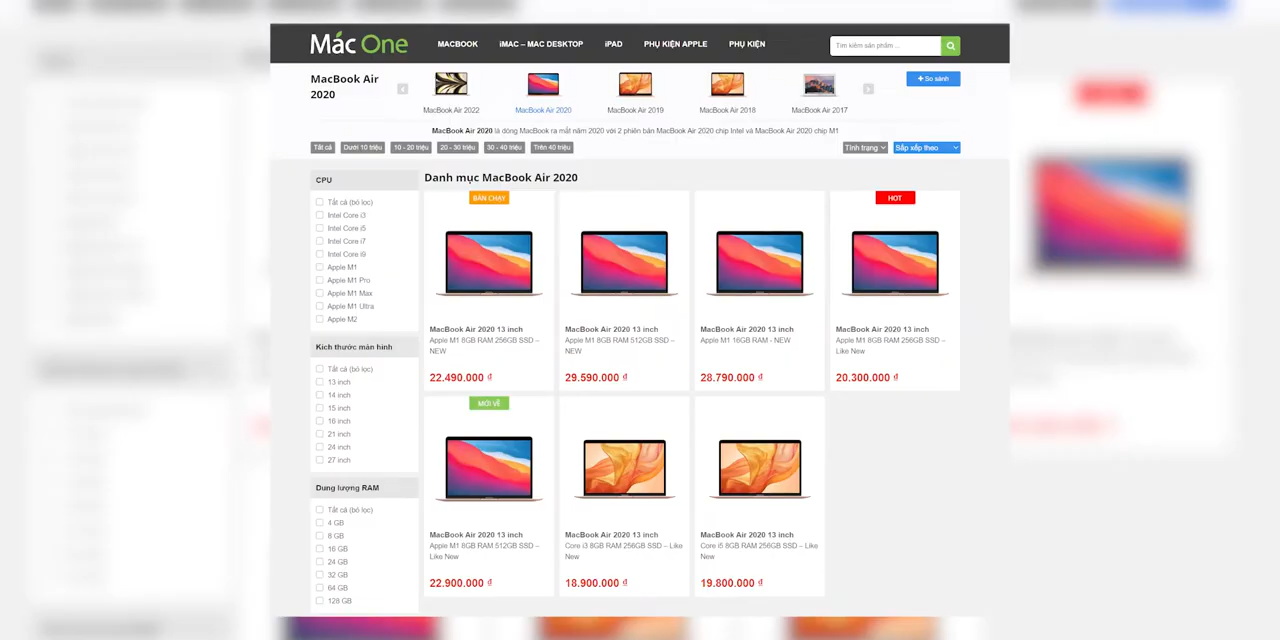 Mác One
MACBOOK
iMAC – MAC DESKTOP
iPAD
PHỤ KIỆN APPLE
PHỤ KIỆN
Tìm kiếm sản phẩm ...
MacBook Air
2020
MacBook Air 2022
MacBook Air 2020
MacBook Air 2019
MacBook Air 2018
MacBook Air 2017
+ So sánh
MacBook Air 2020 là dòng MacBook ra mắt năm 2020 với 2 phiên bản MacBook Air 2020 chip Intel và MacBook Air 2020 chip M1
Tất cả
Dưới 10 triệu
10 - 20 triệu
20 - 30 triệu
30 - 40 triệu
Trên 40 triệu
Tình trạng
Sắp xếp theo
CPU
Tất cả (bỏ lọc)
Intel Core i3
Intel Core i5
Intel Core i7
Intel Core i9
Apple M1
Apple M1 Pro
Apple M1 Max
Apple M1 Ultra
Apple M2
Kích thước màn hình
Tất cả (bỏ lọc)
13 inch
14 inch
15 inch
16 inch
21 inch
24 inch
27 inch
Dung lượng RAM
Tất cả (bỏ lọc)
4 GB
8 GB
16 GB
24 GB
32 GB
64 GB
128 GB
Danh mục MacBook Air 2020
BÁN CHẠY
MacBook Air 2020 13 inch
Apple M1 8GB RAM 256GB SSD –
NEW
22.490.000 ₫
MacBook Air 2020 13 inch
Apple M1 8GB RAM 512GB SSD –
NEW
29.590.000 ₫
MacBook Air 2020 13 inch
Apple M1 16GB RAM - NEW
28.790.000 ₫
HOT
MacBook Air 2020 13 inch
Apple M1 8GB RAM 256GB SSD –
Like New
20.300.000 ₫
MỚI VỀ
MacBook Air 2020 13 inch
Apple M1 8GB RAM 512GB SSD –
Like New
22.900.000 ₫
MacBook Air 2020 13 inch
Core i3 8GB RAM 256GB SSD – Like
New
18.900.000 ₫
MacBook Air 2020 13 inch
Core i5 8GB RAM 256GB SSD – Like
New
19.800.000 ₫